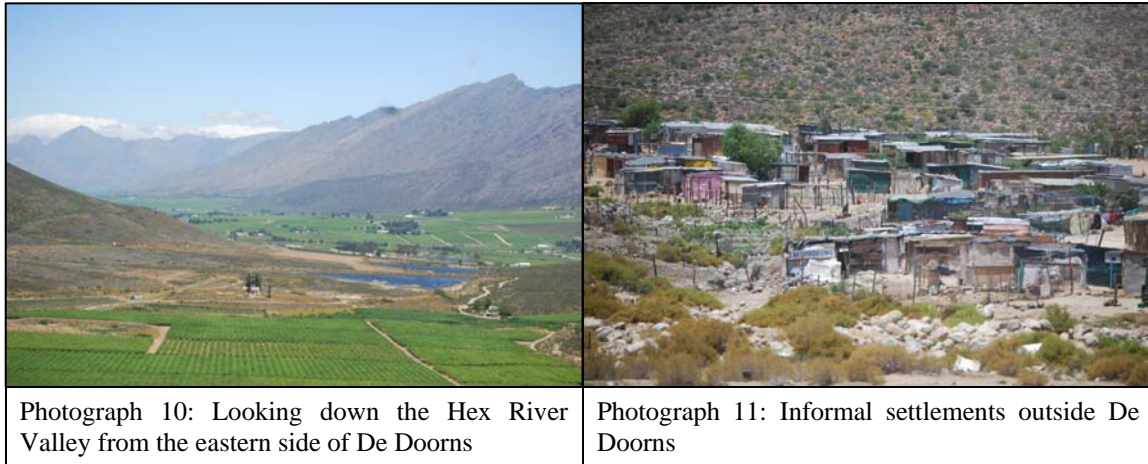 Photograph 10: Looking down the Hex River
Valley from the eastern side of De Doorns
Photograph 11: Informal settlements outside De
Doorns